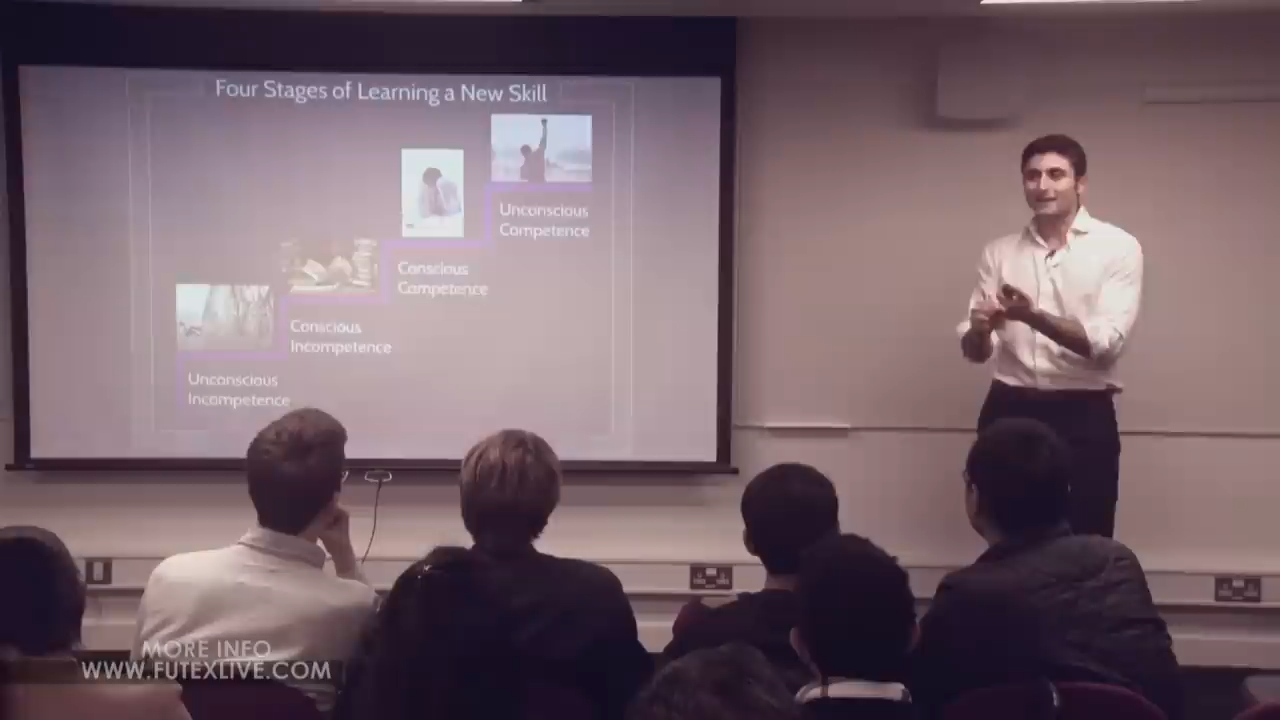 Four Stages of Learning a New Skill
Unconscious
Competence
Conscious
Competence
Conscious
Incompetence
Unconscious
Incompetence
MORE INFO
WWW.FUTEXLIVE.COM